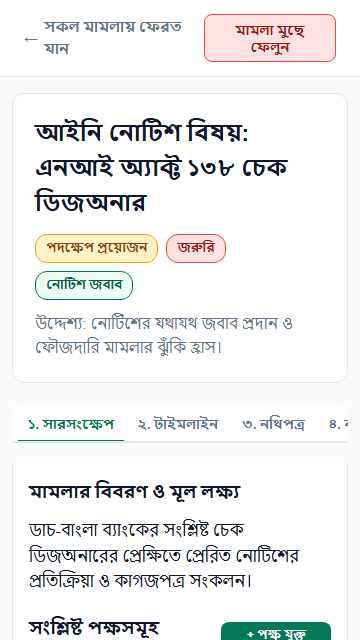 ← সকল মামলায় ফেরত
যান
মামলা মুছে
ফেলুন
আইনি নোটিশ বিষয়:
এনআই অ্যাক্ট ১৩৮ চেক
ডিজঅনার
পদক্ষেপ প্রয়োজন
জরুরি
নোটিশ জবাব
উদ্দেশ্য: নোটিশের যথাযথ জবাব প্রদান ও
ফৌজদারি মামলার ঝুঁকি হ্রাস।
১. সারসংক্ষেপ ২. টাইমলাইন ৩. নথিপত্র ৪.
মামলার বিবরণ ও মূল লক্ষ্য
ডাচ-বাংলা ব্যাংকের সংশ্লিষ্ট চেক
ডিজঅনারের প্রেক্ষিতে প্রেরিত নোটিশের
প্রতিক্রিয়া ও কাগজপত্র সংকলন।
সংশ্লিষ্ট পক্ষসমূহ
+ পক্ষ যুক্ত